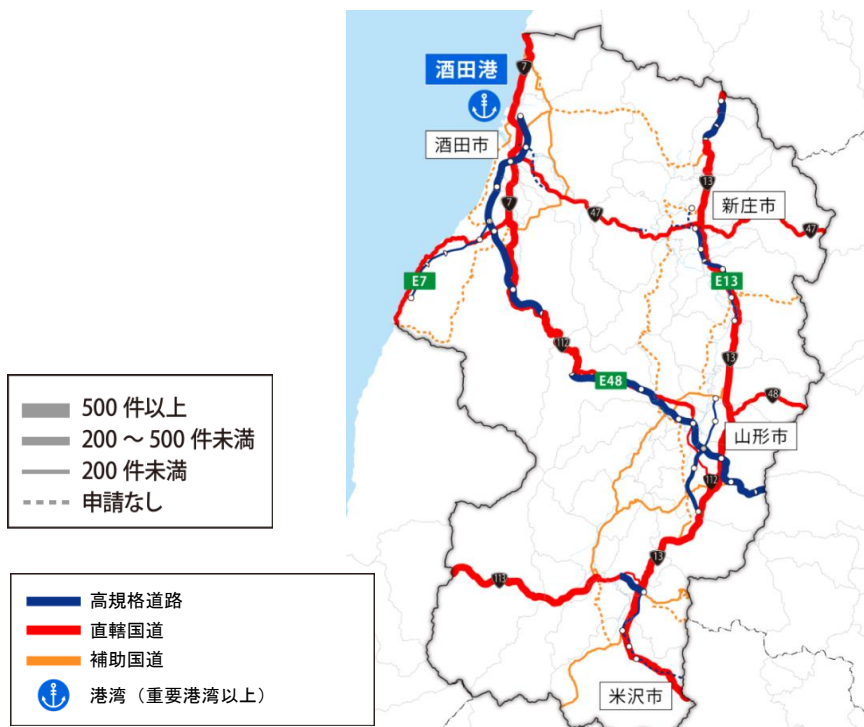 酒田港
7
酒田市
13
新庄市
7
47
47
E7
E13
112
13
E48
48
山形市
112
13
113
米沢市
500 件以上
200 ～ 500 件未満
200 件未満
申請なし
高規格道路
直轄国道
補助国道
港湾（重要港湾以上）